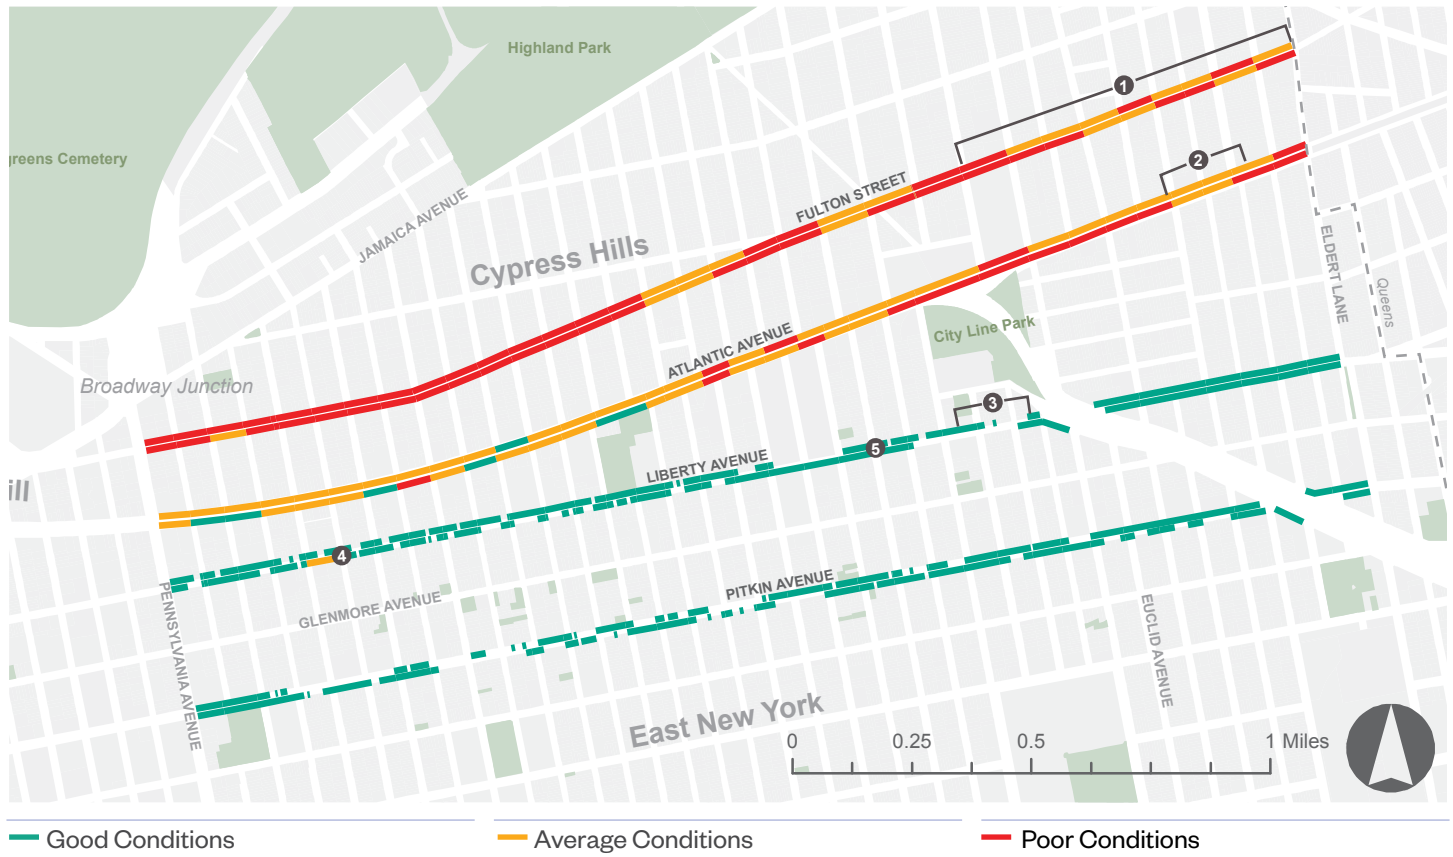 Highland Park
greens Cemetery
1
2
JAMAICA AVENUE
FULTON STREET
Cypress Hills
ELDERT LANE
Queens
City Line Park
ATLANTIC AVENUE
Broadway Junction
3
5
LIBERTY AVENUE
ill
4
PITKIN AVENUE
GLENMORE AVENUE
PENNSYLVANIA AVENUE
EUCLID AVENUE
East New York
0 0.25 0.5 1 Miles
Good Conditions Average Conditions Poor Conditions